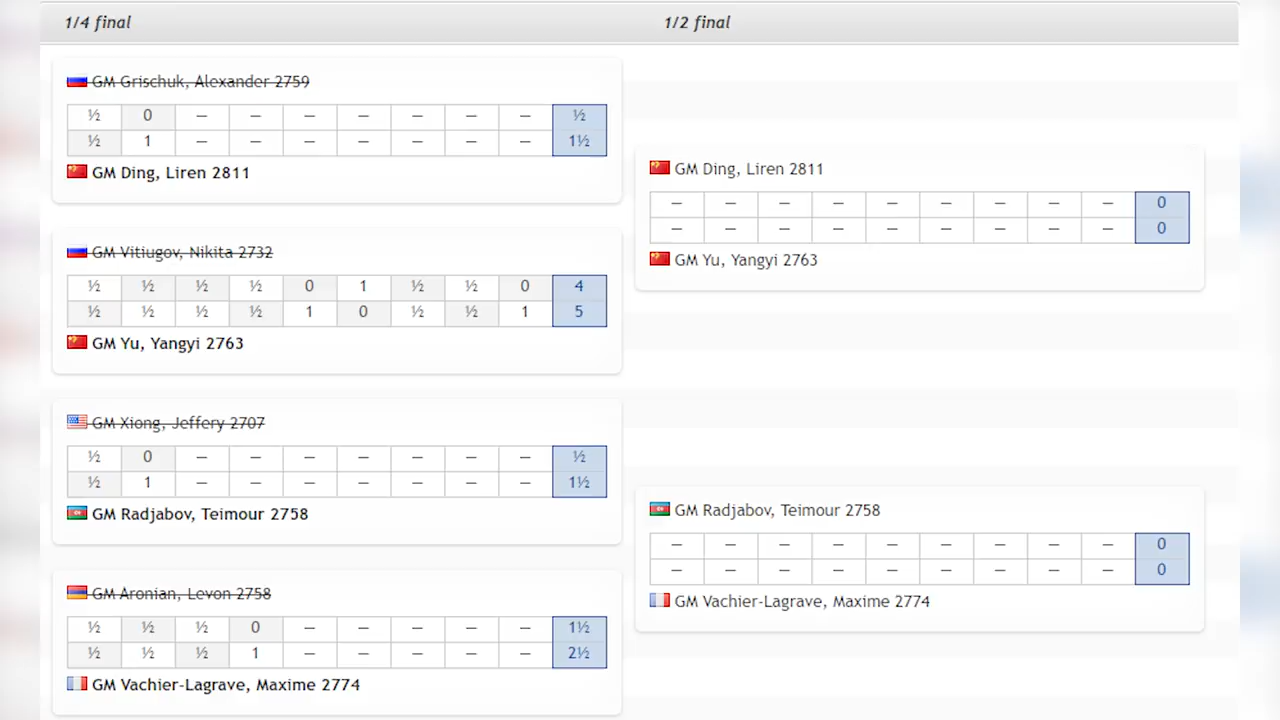 1/4 final
GM Grischuk, Alexander 2759
½ 0 – – – – – – – ½
½ 1 – – – – – – – 1½
GM Ding, Liren 2811
GM Vitiugov, Nikita 2732
½ ½ ½ ½ 0 1 ½ ½ 0 4
½ ½ ½ ½ 1 0 ½ ½ 1 5
GM Yu, Yangyi 2763
GM Xiong, Jeffery 2707
½ 0 – – – – – – – ½
½ 1 – – – – – – – 1½
GM Radjabov, Teimour 2758
GM Aronian, Levon 2758
½ ½ ½ 0 – – – – – 1½
½ ½ ½ 1 – – – – – 2½
GM Vachier-Lagrave, Maxime 2774
1/2 final
GM Ding, Liren 2811
– – – – – – – – – 0
– – – – – – – – – 0
GM Yu, Yangyi 2763
GM Radjabov, Teimour 2758
– – – – – – – – – 0
– – – – – – – – – 0
GM Vachier-Lagrave, Maxime 2774